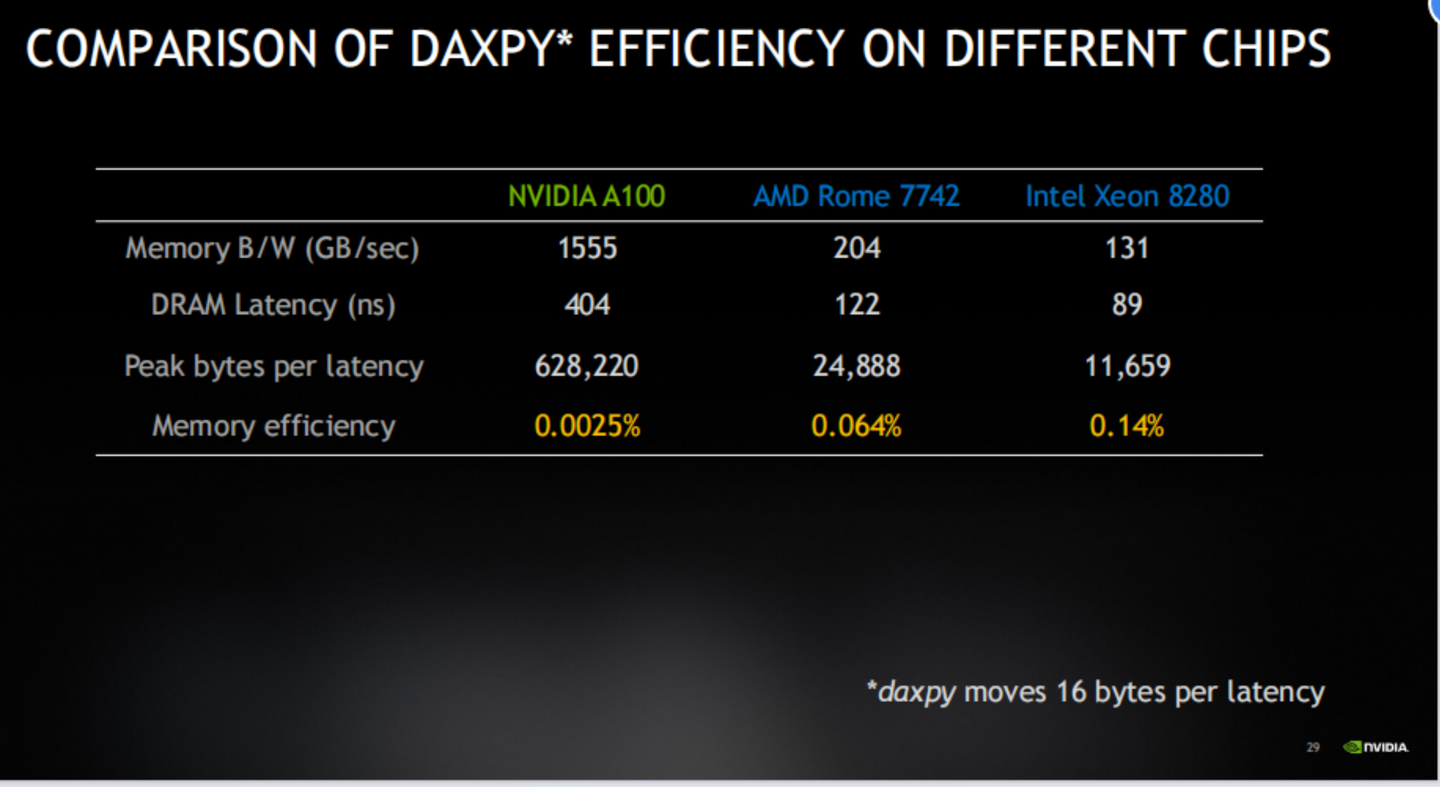 COMPARISON OF DAXPY* EFFICIENCY ON DIFFERENT CHIPS
NVIDIA A100 AMD Rome 7742 Intel Xeon 8280
Memory B/W (GB/sec) 1555 204 131
DRAM Latency (ns) 404 122 89
Peak bytes per latency 628,220 24,888 11,659
Memory efficiency 0.0025% 0.064% 0.14%
*daxpy moves 16 bytes per latency
29 NVIDIA.